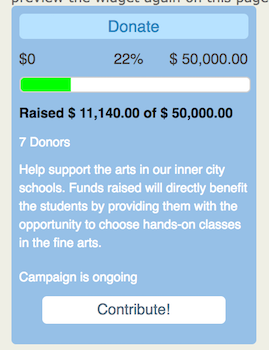 preview the widget again on this page
Donate
$0 22% $ 50,000.00
Raised $ 11,140.00 of $ 50,000.00
7 Donors
Help support the arts in our inner city
schools. Funds raised will directly benefit
the students by providing them with the
opportunity to choose hands-on classes
in the fine arts.
Campaign is ongoing
Contribute!